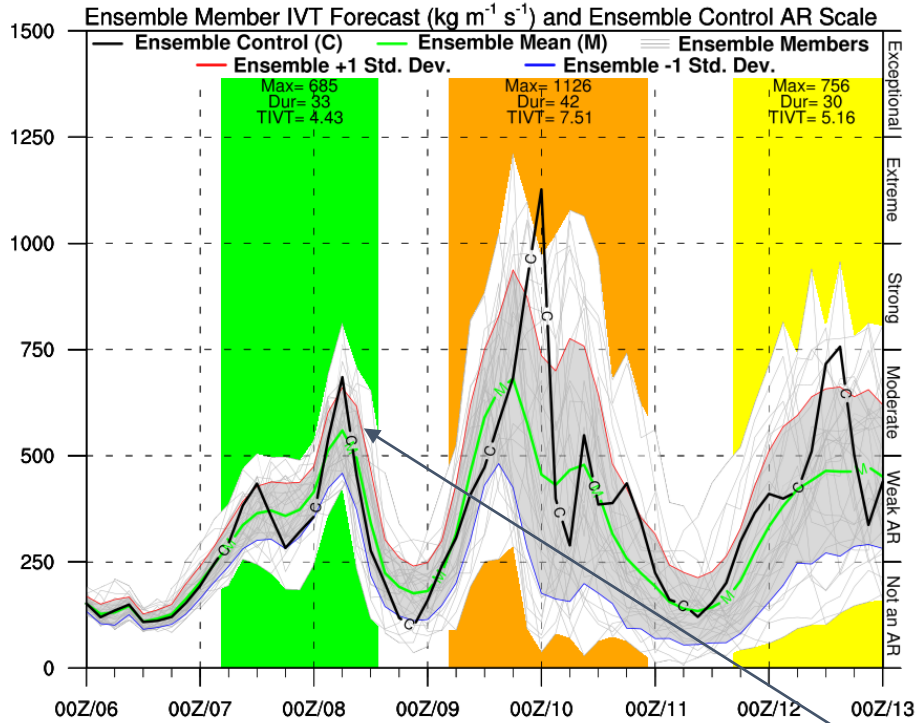 Ensemble Member IVT Forecast (kg m⁻¹ s⁻¹) and Ensemble Control AR Scale
Ensemble Control (C) Ensemble Mean (M) Ensemble Members
Ensemble +1 Std. Dev. Ensemble -1 Std. Dev.
Max= 685
Dur= 33
TIVT= 4.43
Max= 1126
Dur= 42
TIVT= 7.51
Max= 756
Dur= 30
TIVT= 5.16
1500
1250
1000
750
500
250
0
Exceptional
Extreme
Strong
Moderate
Weak AR
Not an AR
C
M
C
C
M
C
M
C
M
C
C
C
C
M
C
M
C
C
M
00Z/06 00Z/07 00Z/08 00Z/09 00Z/10 00Z/11 00Z/12 00Z/13